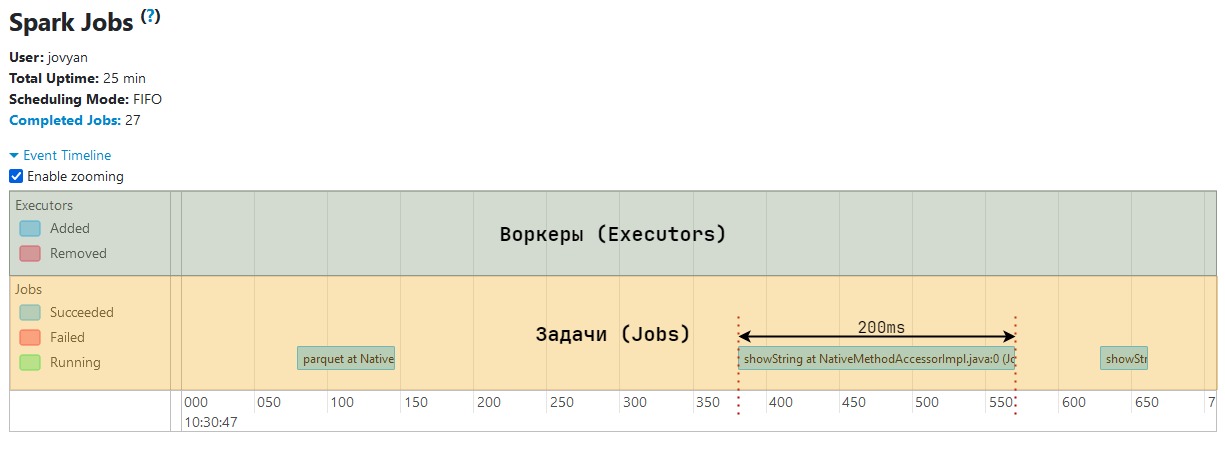 Spark Jobs (?)
User: jovyan
Total Uptime: 25 min
Scheduling Mode: FIFO
Completed Jobs: 27
Event Timeline
Enable zooming
Executors
Added
Removed
Воркеры (Executors)
Jobs
Succeeded
Failed
Running
Задачи (Jobs)
200ms
parquet at Native
showString at NativeMethodAccessorImpl.java:0 (Jo
showStr
000 050 100 150 200 250 300 350 400 450 500 550 600 650 7
10:30:47